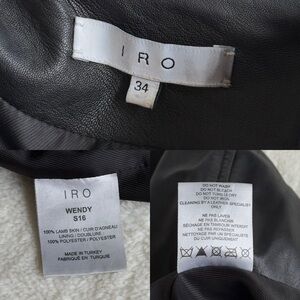 IRO
34
IRO
WENDY
S16
100% LAMB SKIN / CUIR D'AGNEAU
LINING / DOUBLURE
100% POLYESTER / POLYESTER
MADE IN TURKEY
FABRIQUÉ EN TURQUIE
DO NOT WASH
DO NOT BLEACH
DO NOT TUMBLE DRY
DO NOT IRON
CLEANING BY A LEATHER SPECIALIST
ONLY
NE PAS LAVER
NE PAS BLANCHIR
SÉCHAGE EN TAMBOUR INTERDIT
NE PAS REPASSER
NETTOYAGE PAR DES SPÉCIALISTES
DU CUIR UNIQUEMENT